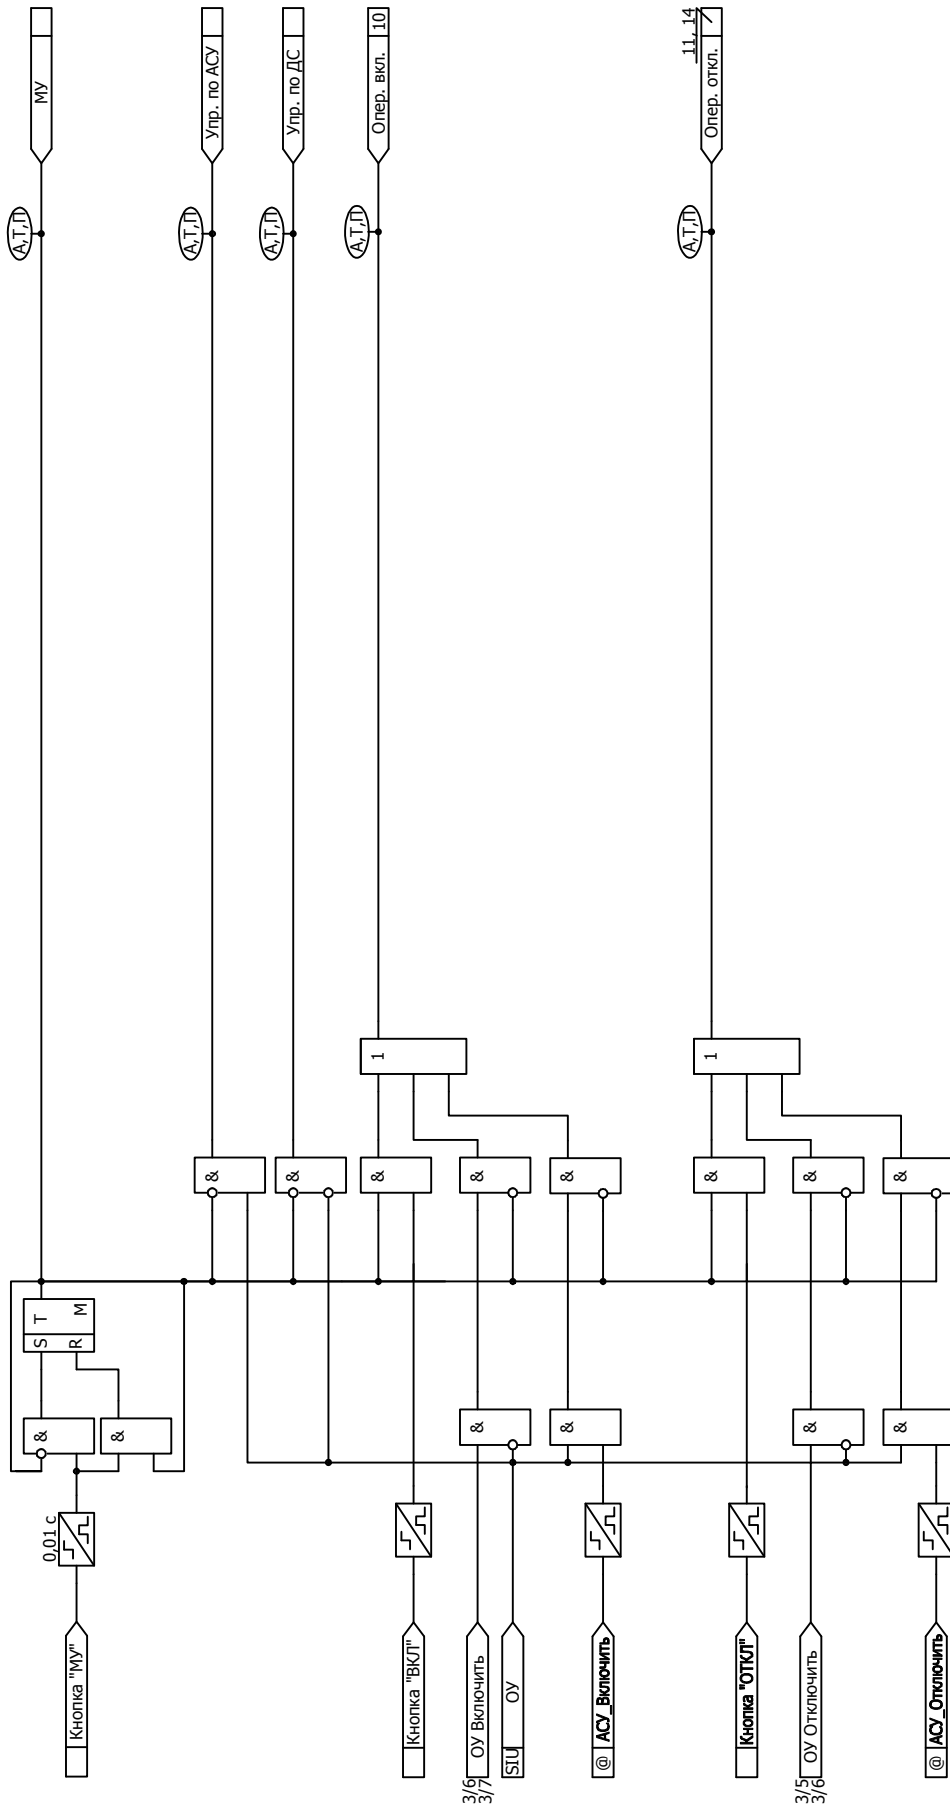 МУ
Упр. по АСУ
Упр. по ДС
Опер. вкл. 10
11, 14
Опер. откл.
А,Т,П
А,Т,П
А,Т,П
А,Т,П
А,Т,П
1
1
&
&
&
&
&
&
&
&
T M
S
R
&
&
&
&
&
&
0,01 с
Кнопка "МУ"
Кнопка "ВКЛ"
3/6
3/7
ОУ Включить
SIU ОУ
@ АСУ_Включить
Кнопка "ОТКЛ"
3/5
3/6
ОУ Отключить
@ АСУ_Отключить